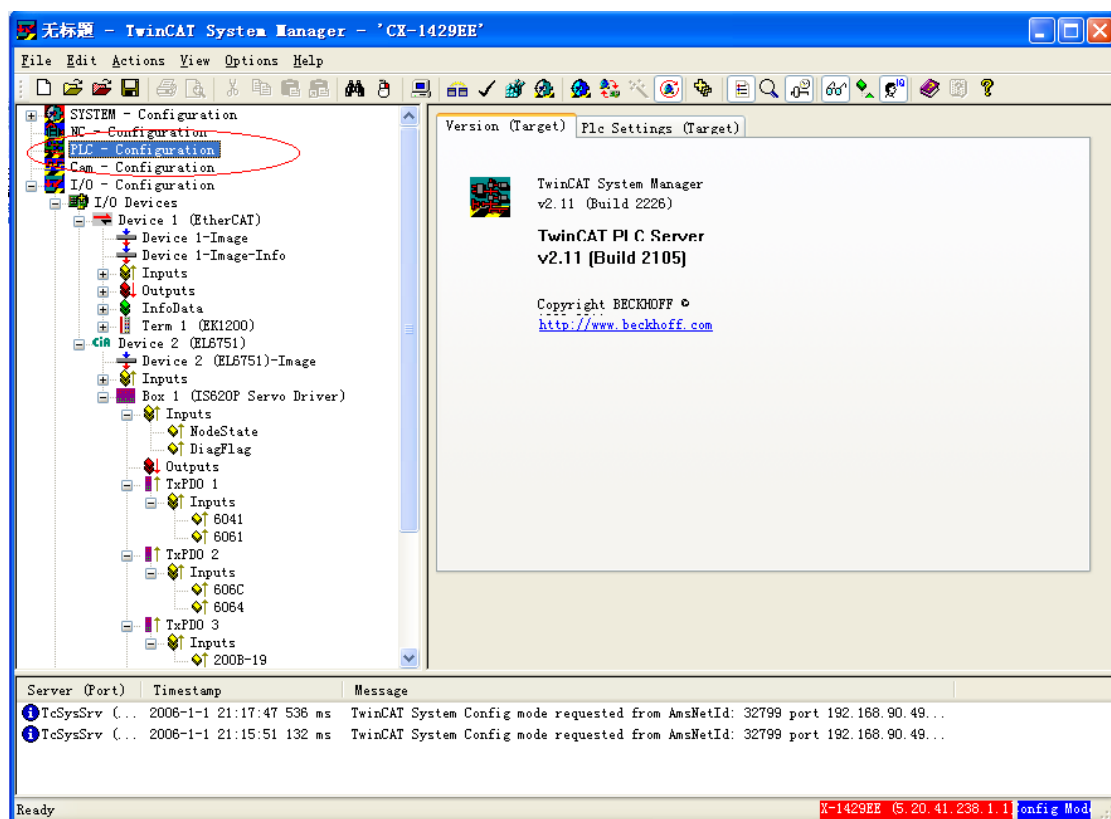 无标题 - TwinCAT System Manager - 'CX-1429EE'
File Edit Actions View Options Help
SYSTEM - Configuration
NC - Configuration
PLC - Configuration
Cam - Configuration
I/O - Configuration
I/O Devices
Device 1 (EtherCAT)
Device 1-Image
Device 1-Image-Info
Inputs
Outputs
InfoData
Term 1 (EK1200)
CiA Device 2 (EL6751)
Device 2 (EL6751)-Image
Inputs
Box 1 (IS620P Servo Driver)
Inputs
NodeState
DiagFlag
Outputs
TxPDO 1
Inputs
6041
6061
TxPDO 2
Inputs
606C
6064
TxPDO 3
Inputs
200B-19
Version (Target) Plc Settings (Target)
TwinCAT System Manager
v2.11 (Build 2226)
TwinCAT PLC Server
v2.11 (Build 2105)
Copyright BECKHOFF ©
http://www.beckhoff.com
Server (Port) Timestamp Message
TcSysSrv (... 2006-1-1 21:17:47 536 ms TwinCAT System Config mode requested from AmsNetId: 32799 port 192.168.90.49...
TcSysSrv (... 2006-1-1 21:15:51 132 ms TwinCAT System Config mode requested from AmsNetId: 32799 port 192.168.90.49...
Ready X-1429EE (5.20.41.238.1.1) onfig Mod